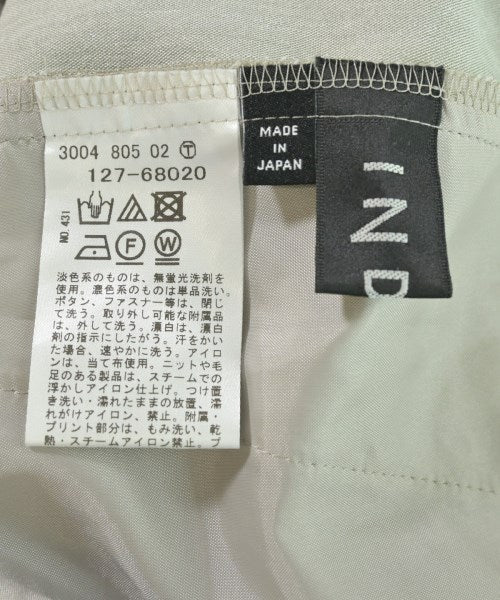 3004 805 02 Ⓣ
127-68020
NO.431
F W
淡色系のものは、無蛍光洗剤を
使用。濃色系のものは単品洗い。
ボタン、ファスナー等は、閉じ
て洗う。取り外し可能な附属品
は、外して洗う。漂白は、漂白
剤の指示にしたがう。汗をかい
た場合、速やかに洗う。アイロ
ンは、当て布使用。ニットや毛
足のある製品は、スチームでの
浮かしアイロン仕上げ。つけ置
き洗い・濡れたままの放置、濡
れがけアイロン、禁止。附属・
プリント部分は、もみ洗い、乾
熱・スチームアイロン禁止。プ
MADE
IN
JAPAN
IND